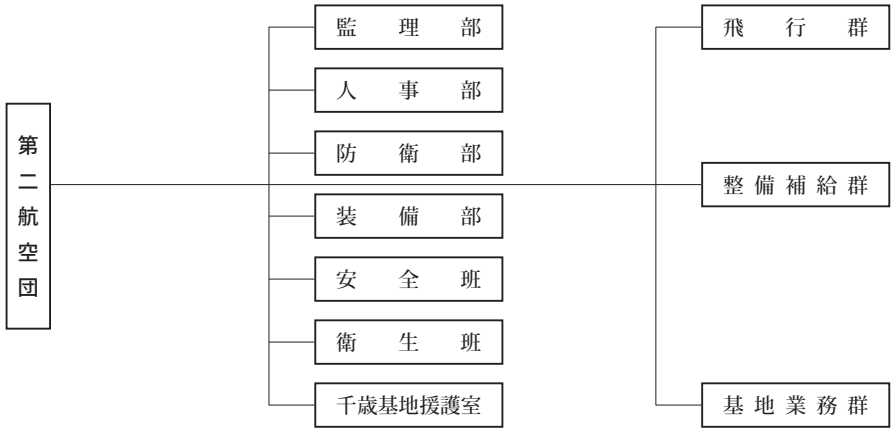 第二航空団
監理部
人事部
防衛部
装備部
安全班
衛生班
千歳基地援護室
飛行群
整備補給群
基地業務群